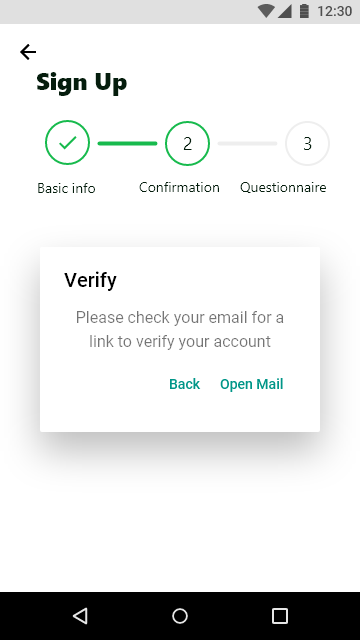 12:30
Sign Up
2
3
Basic info
Confirmation
Questionnaire
Verify
Please check your email for a
link to verify your account
Back
Open Mail